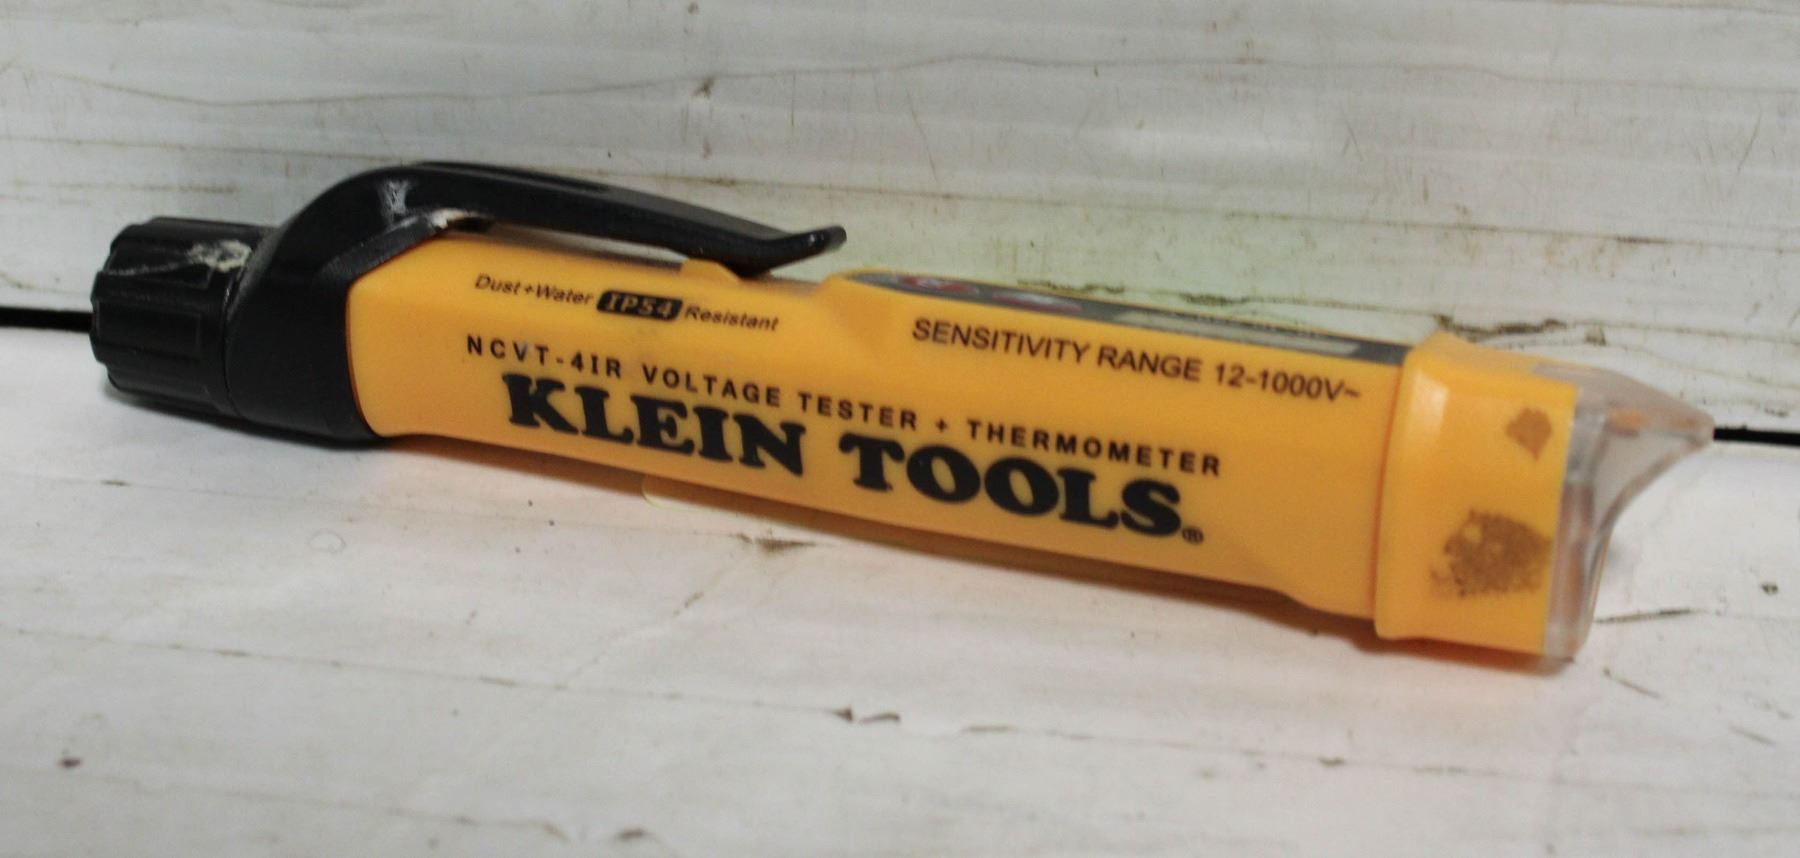 Dust+Water IP54 Resistant
SENSITIVITY RANGE 12-1000V~
NCVT-4IR VOLTAGE TESTER + THERMOMETER
KLEIN TOOLS®